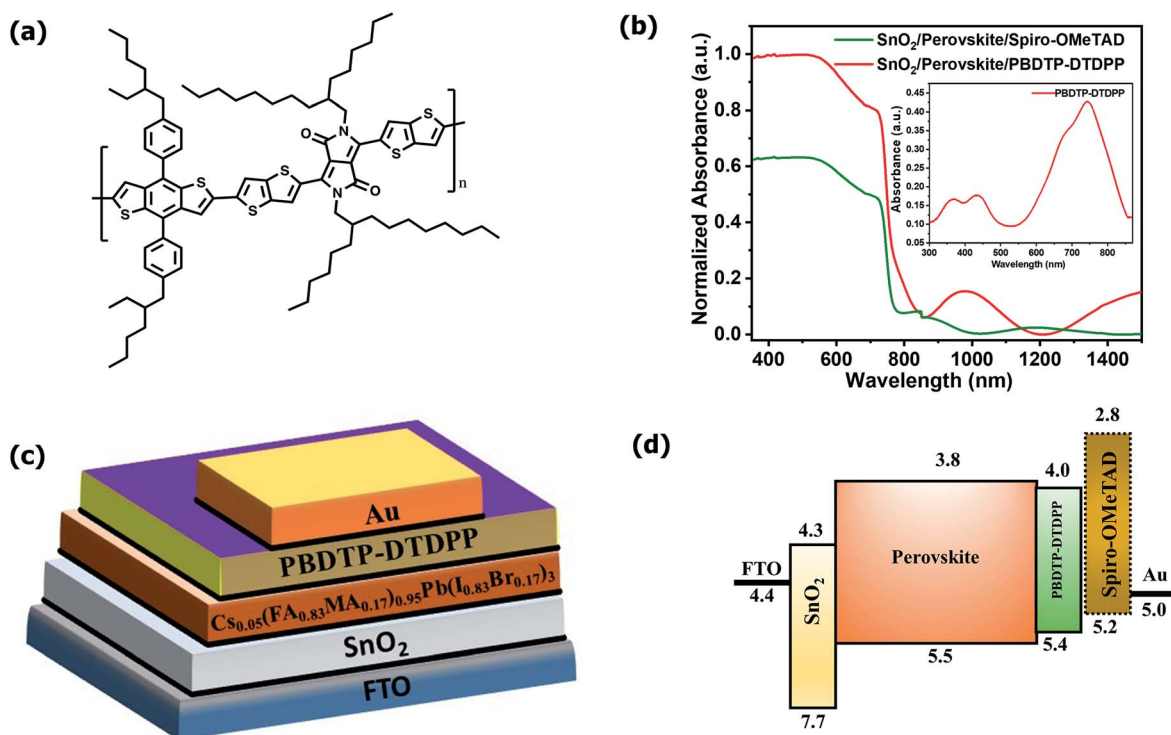 (a)
S
S
S
S
O
N
N
O
S
S
n
(b)
SnO₂/Perovskite/Spiro-OMeTAD
SnO₂/Perovskite/PBDTP-DTDPP
Normalized Absorbance (a.u.)
1.0
0.8
0.6
0.4
0.2
0.0
400 600 800 1000 1200 1400
Wavelength (nm)
PBDTP-DTDPP
Absorbance (a.u.)
0.45
0.40
0.35
0.30
0.25
0.20
0.15
0.10
0.05
300 400 500 600 700 800
Wavelength (nm)
(c)
Au
PBDTP-DTDPP
Cs₀.₀₅(FA₀.₈₃MA₀.₁₇)₀.₉₅Pb(I₀.₈₃Br₀.₁₇)₃
SnO₂
FTO
(d)
2.8
3.8
4.0
4.3
FTO
4.4
SnO₂
Perovskite
PBDTP-DTDPP
Spiro-OMeTAD
Au
5.0
5.2
5.4
5.5
7.7